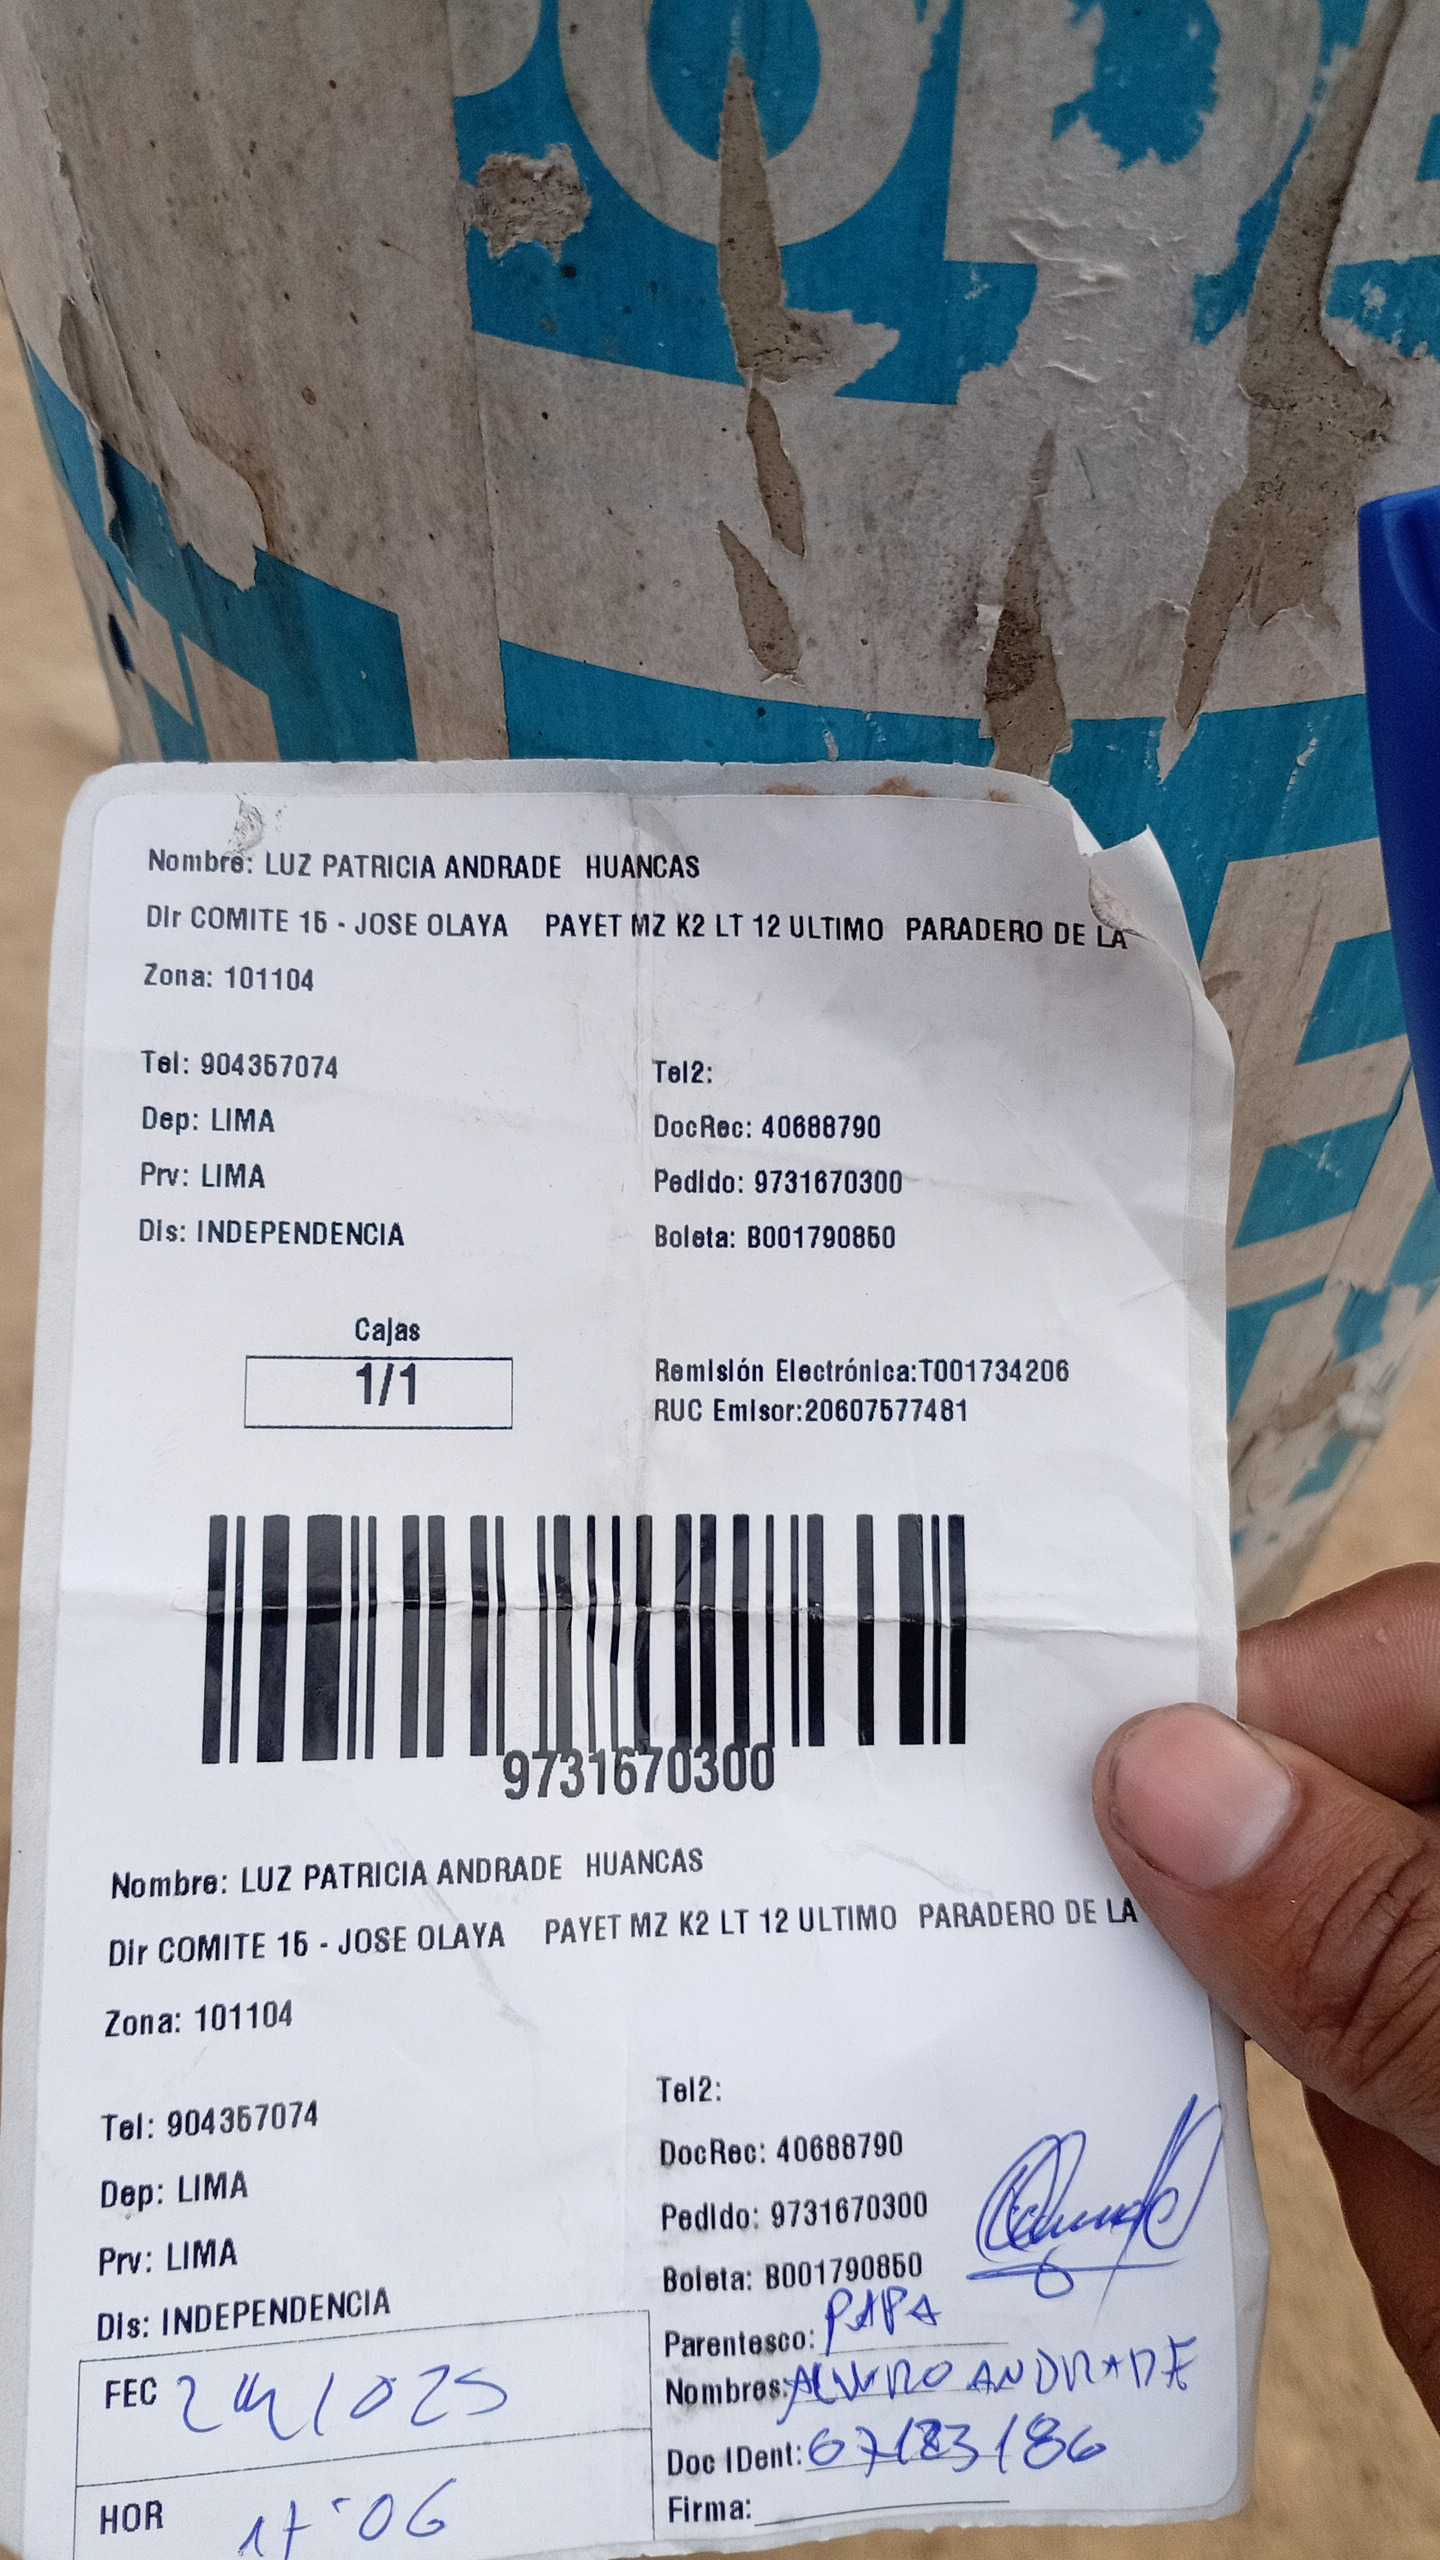 Nombre: LUZ PATRICIA ANDRADE HUANCAS
Dir COMITE 15 - JOSE OLAYA PAYET MZ K2 LT 12 ULTIMO PARADERO DE LA
Zona: 101104
Tel: 904357074
Tel2:
Dep: LIMA
DocRec: 40688790
Prv: LIMA
Pedido: 9731670300
Dis: INDEPENDENCIA
Boleta: B001790850
Cajas
1/1
Remisión Electrónica:T001734206
RUC Emisor:20607577481
9731670300
Nombre: LUZ PATRICIA ANDRADE HUANCAS
Dir COMITE 15 - JOSE OLAYA PAYET MZ K2 LT 12 ULTIMO PARADERO DE LA
Zona: 101104
Tel: 904357074
Tel2:
Dep: LIMA
DocRec: 40688790
Prv: LIMA
Pedido: 9731670300
Dis: INDEPENDENCIA
Boleta: B001790850
Parentesco: PAPA
FEC
Nombres: ANDRADE
Doc IDent:
HOR 17:06
Firma: